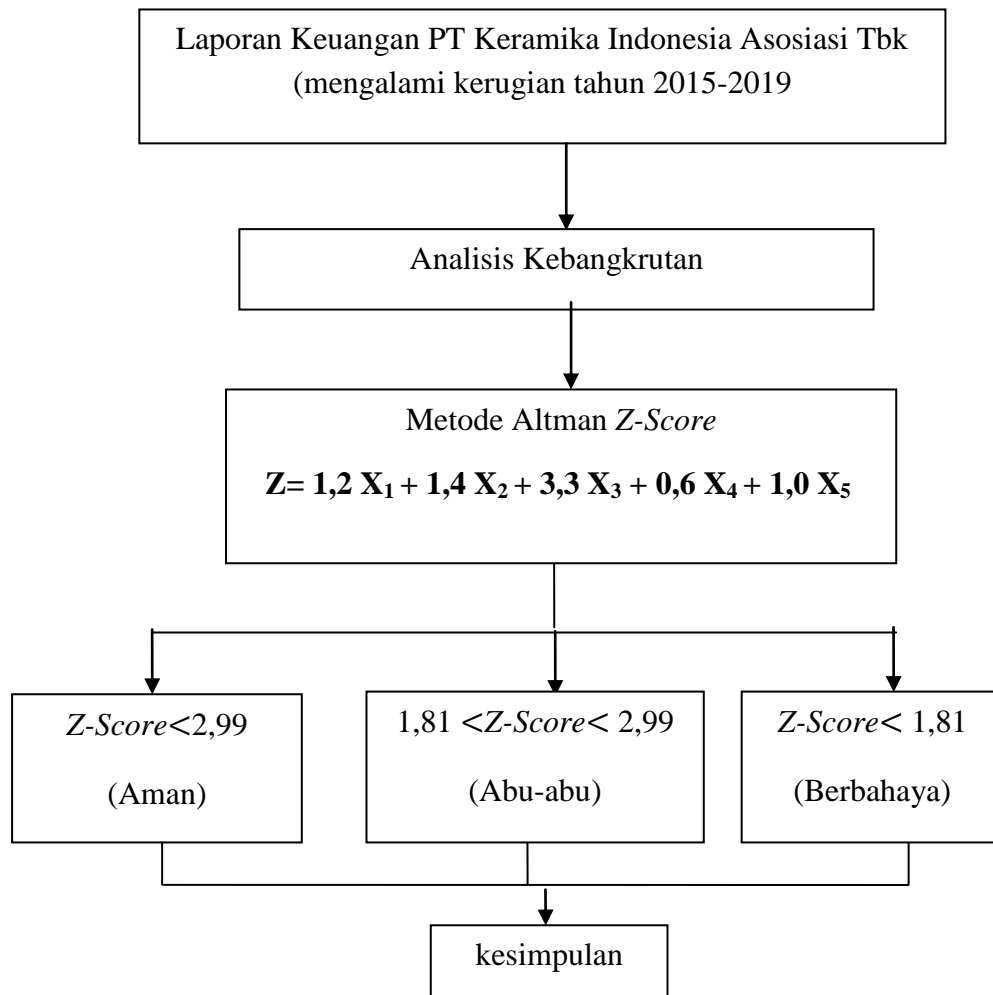 Laporan Keuangan PT Keramika Indonesia Asosiasi Tbk
(mengalami kerugian tahun 2015-2019
Analisis Kebangkrutan
Metode Altman Z-Score
Z= 1,2 X₁ + 1,4 X₂ + 3,3 X₃ + 0,6 X₄ + 1,0 X₅
Z-Score<2,99
(Aman)
1,81 <Z-Score< 2,99
(Abu-abu)
Z-Score< 1,81
(Berbahaya)
kesimpulan